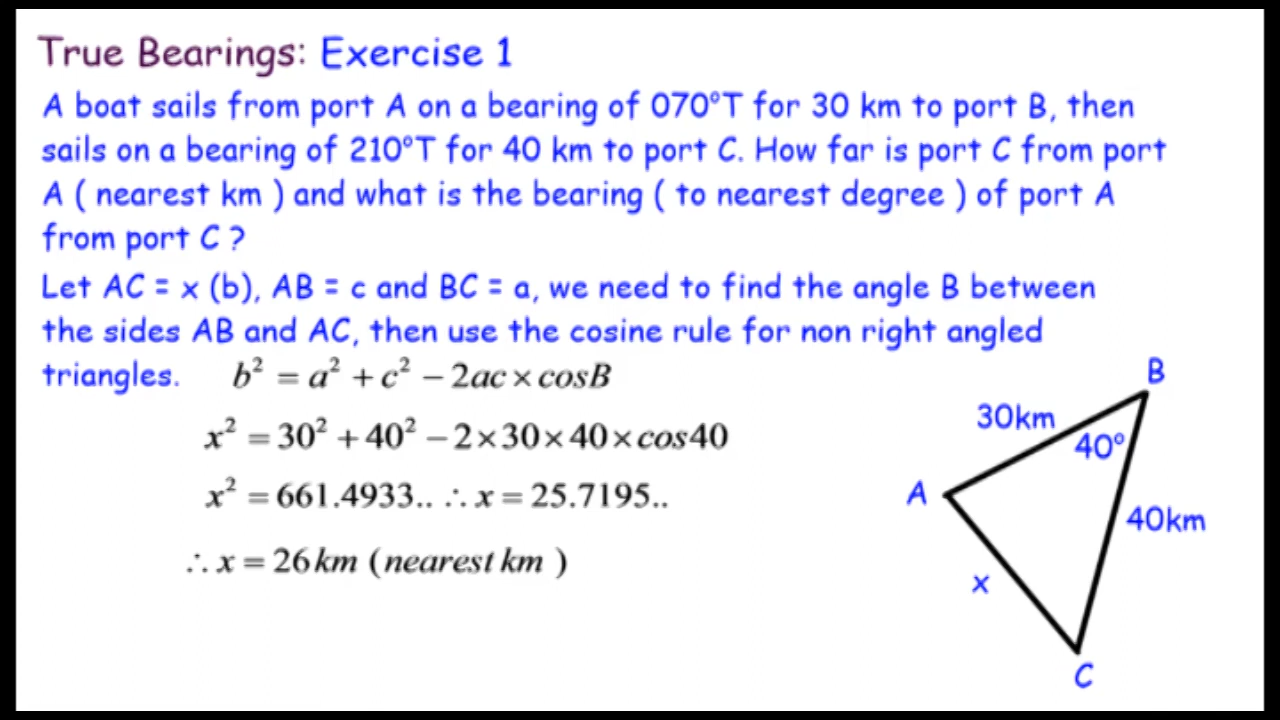 True Bearings: Exercise 1
A boat sails from port A on a bearing of 070°T for 30 km to port B, then
sails on a bearing of 210°T for 40 km to port C. How far is port C from port
A ( nearest km ) and what is the bearing ( to nearest degree ) of port A
from port C ?
Let AC = x (b), AB = c and BC = a, we need to find the angle B between
the sides AB and AC, then use the cosine rule for non right angled
triangles. b² = a² + c² − 2ac × cosB
x² = 30² + 40² − 2 × 30 × 40 × cos40
x² = 661.4933.. ∴ x = 25.7195..
∴ x = 26 km (nearest km )
B
30km
40°
A
40km
x
C